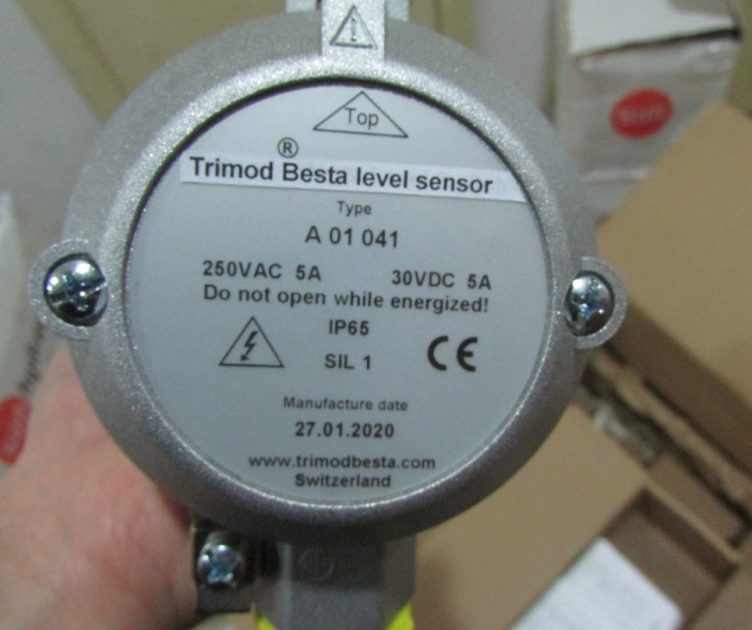 Top
®
Trimod Besta level sensor
Type
A 01 041
250VAC 5A 30VDC 5A
Do not open while energized!
IP65
SIL 1
CE
Manufacture date
27.01.2020
www.trimodbesta.com
Switzerland